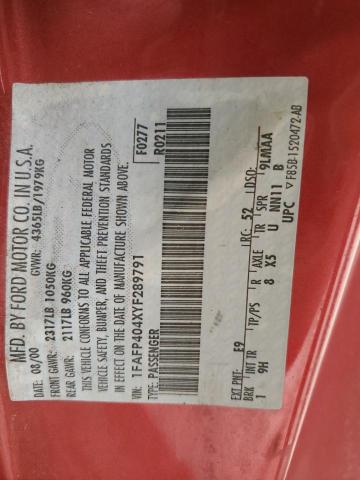 MFD. BY FORD MOTOR CO. IN U.S.A.
GVWR: 4365LB/1979KG
08/00
FRONT GAWR: 2317LB 1050KG
REAR GAWR: 2117LB 960KG
THIS VEHICLE CONFORMS TO ALL APPLICABLE FEDERAL MOTOR
VEHICLE SAFETY, BUMPER, AND THEFT PREVENTION STANDARDS
IN EFFECT ON THE DATE OF MANUFACTURE SHOWN ABOVE.
VIN: 1FAFP404XYF289791
TYPE: PASSENGER
F0277
R0211
EXT PNT: E9 RC: 52 DSO:
BRK INT TR TP/PS R AXLE TR SPR 9LMAA
1 9H 8 X5 U NN11 B
UPC ▽ F85B-1520472-AB